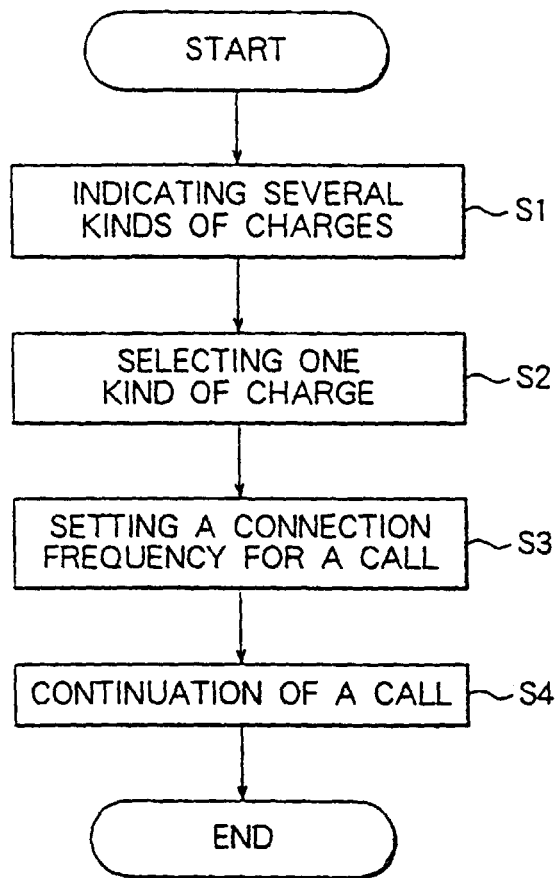 START
INDICATING SEVERAL
KINDS OF CHARGES
S1
SELECTING ONE
KIND OF CHARGE
S2
SETTING A CONNECTION
FREQUENCY FOR A CALL
S3
CONTINUATION OF A CALL
S4
END